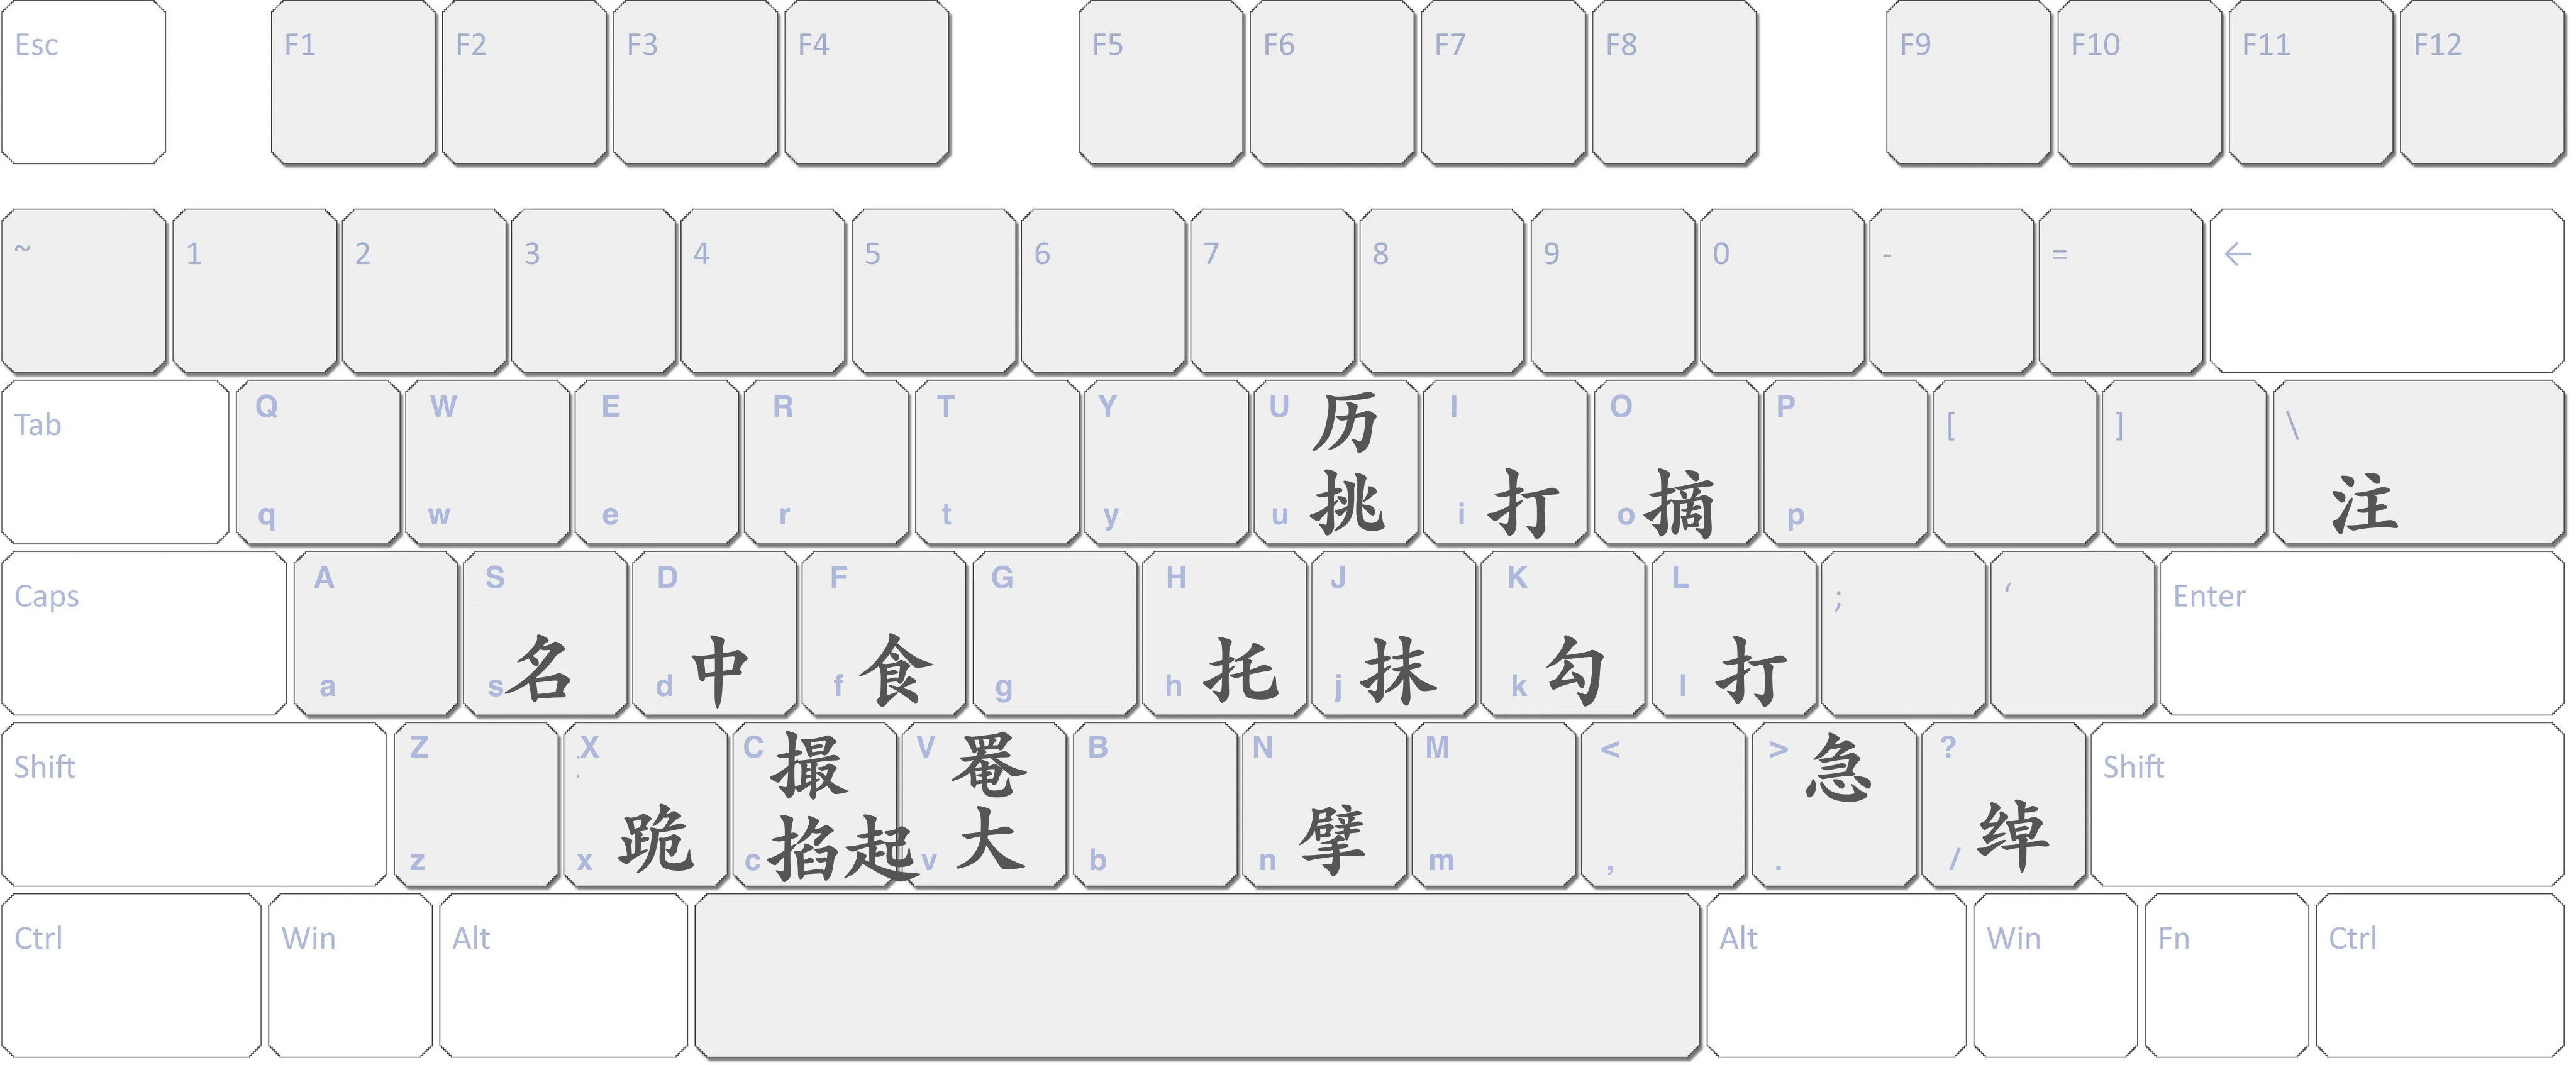 Esc F1 F2 F3 F4 F5 F6 F7 F8 F9 F10 F11 F12
~ 1 2 3 4 5 6 7 8 9 0 - = ←
Tab Q W E R T Y U 历 I O P [ ] \
q w e r t y u 挑 i 打 o 摘 p 注
Caps A S D F G H J K L ; ‘ Enter
a s 名 d 中 f 食 g h 托 j 抹 k 勾 l 打
Shift Z X C 撮 V 罨 B N M < > 急 ? Shift
z x 跪 c 掐起 v 大 b n 擘 m , . / 绰
Ctrl Win Alt Alt Win Fn Ctrl